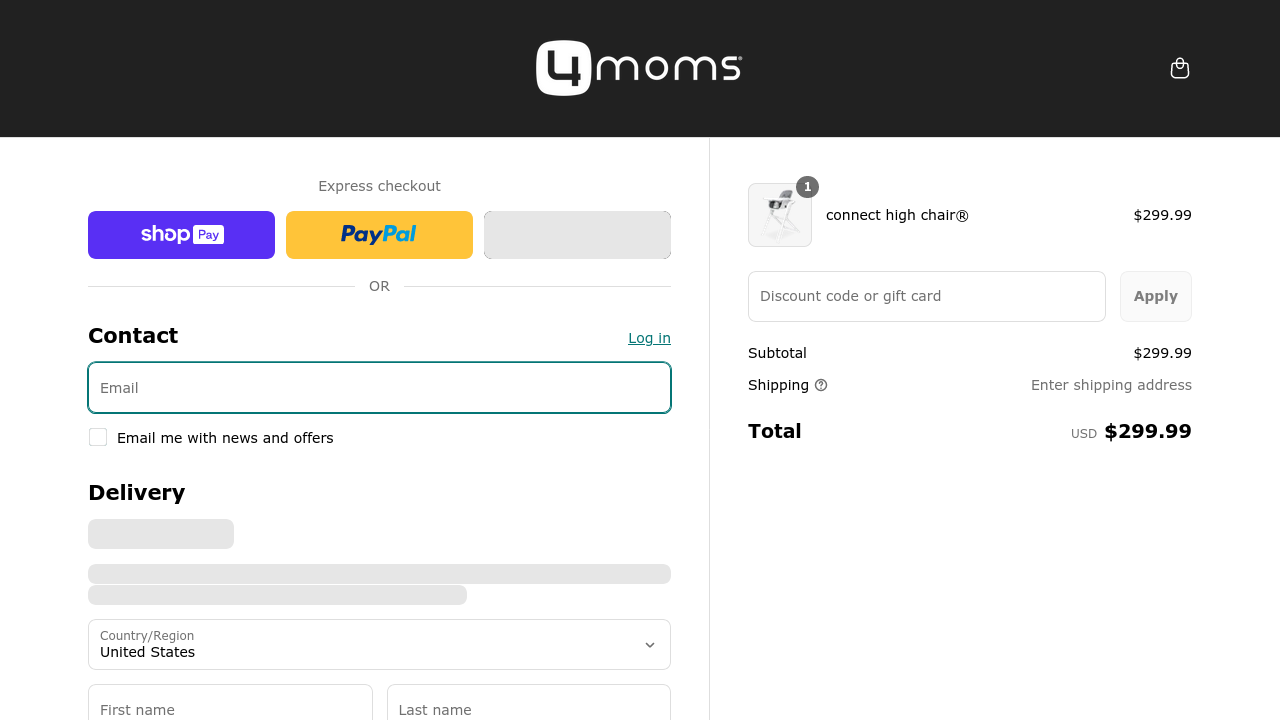 4moms
Express checkout
shop Pay
PayPal
OR
Contact
Log in
Email
Email me with news and offers
Delivery
Country/Region
United States
First name
Last name
1
connect high chair®
$299.99
Discount code or gift card
Apply
Subtotal
$299.99
Shipping
Enter shipping address
Total
USD $299.99